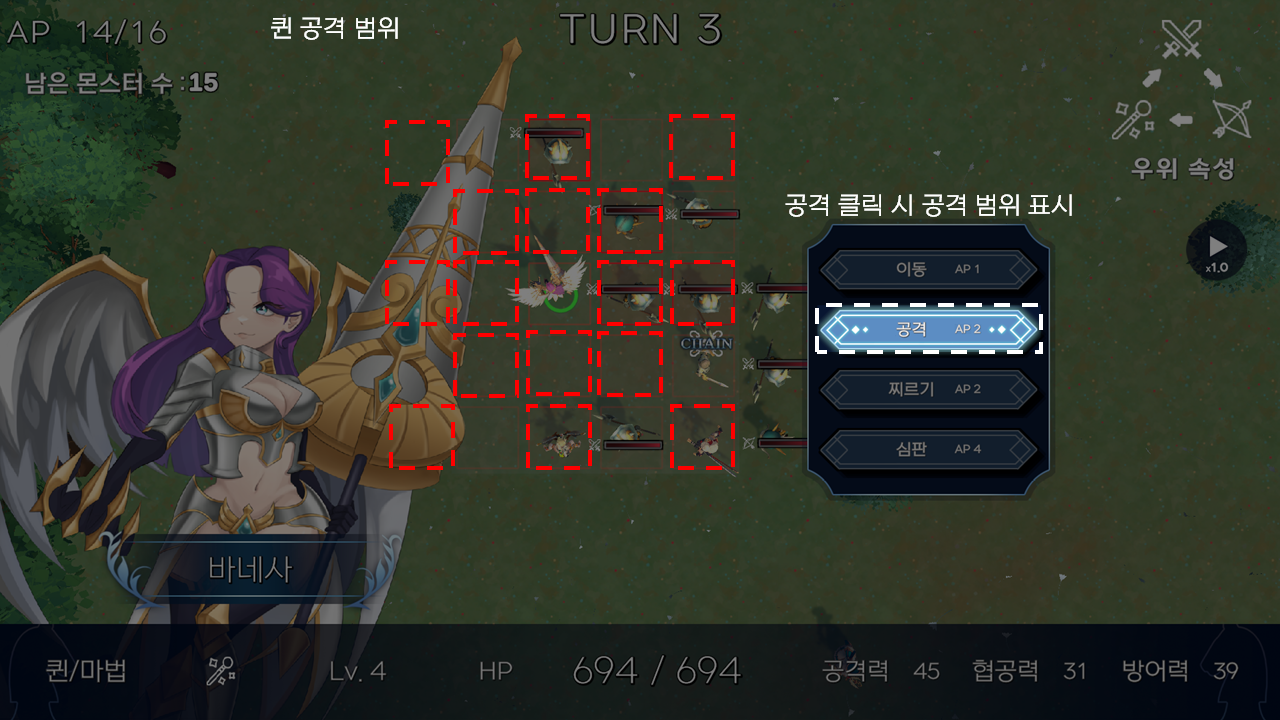 AP 14/16
퀸 공격 범위
TURN 3
남은 몬스터 수 : 15
우위 속성
공격 클릭 시 공격 범위 표시
x1.0
이동 AP 1
공격 AP 2
CHAIN
찌르기 AP 2
심판 AP 4
바네사
퀸/마법 Lv. 4 HP 694 / 694 공격력 45 협공력 31 방어력 39